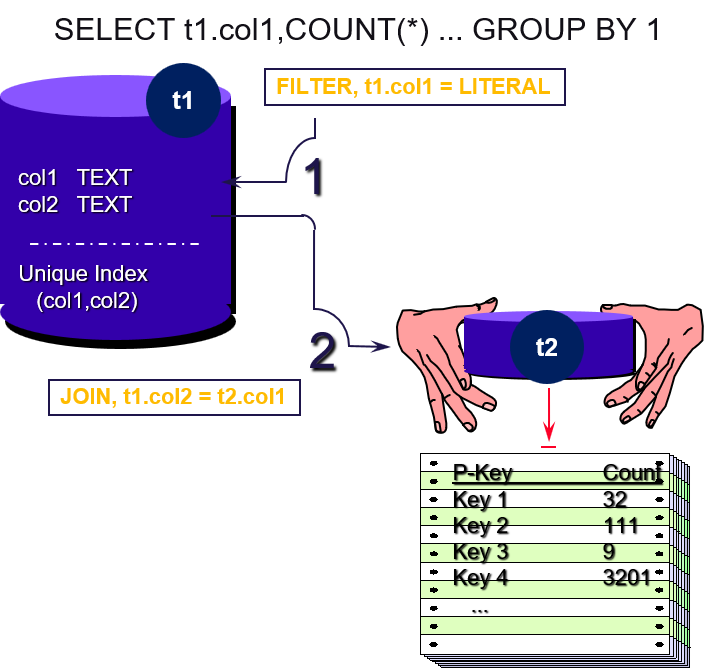 SELECT t1.col1,COUNT(*) ... GROUP BY 1
t1
FILTER, t1.col1 = LITERAL
1
col1 TEXT
col2 TEXT
Unique Index
(col1,col2)
2
t2
JOIN, t1.col2 = t2.col1
P-Key Count
Key 1 32
Key 2 111
Key 3 9
Key 4 3201
...